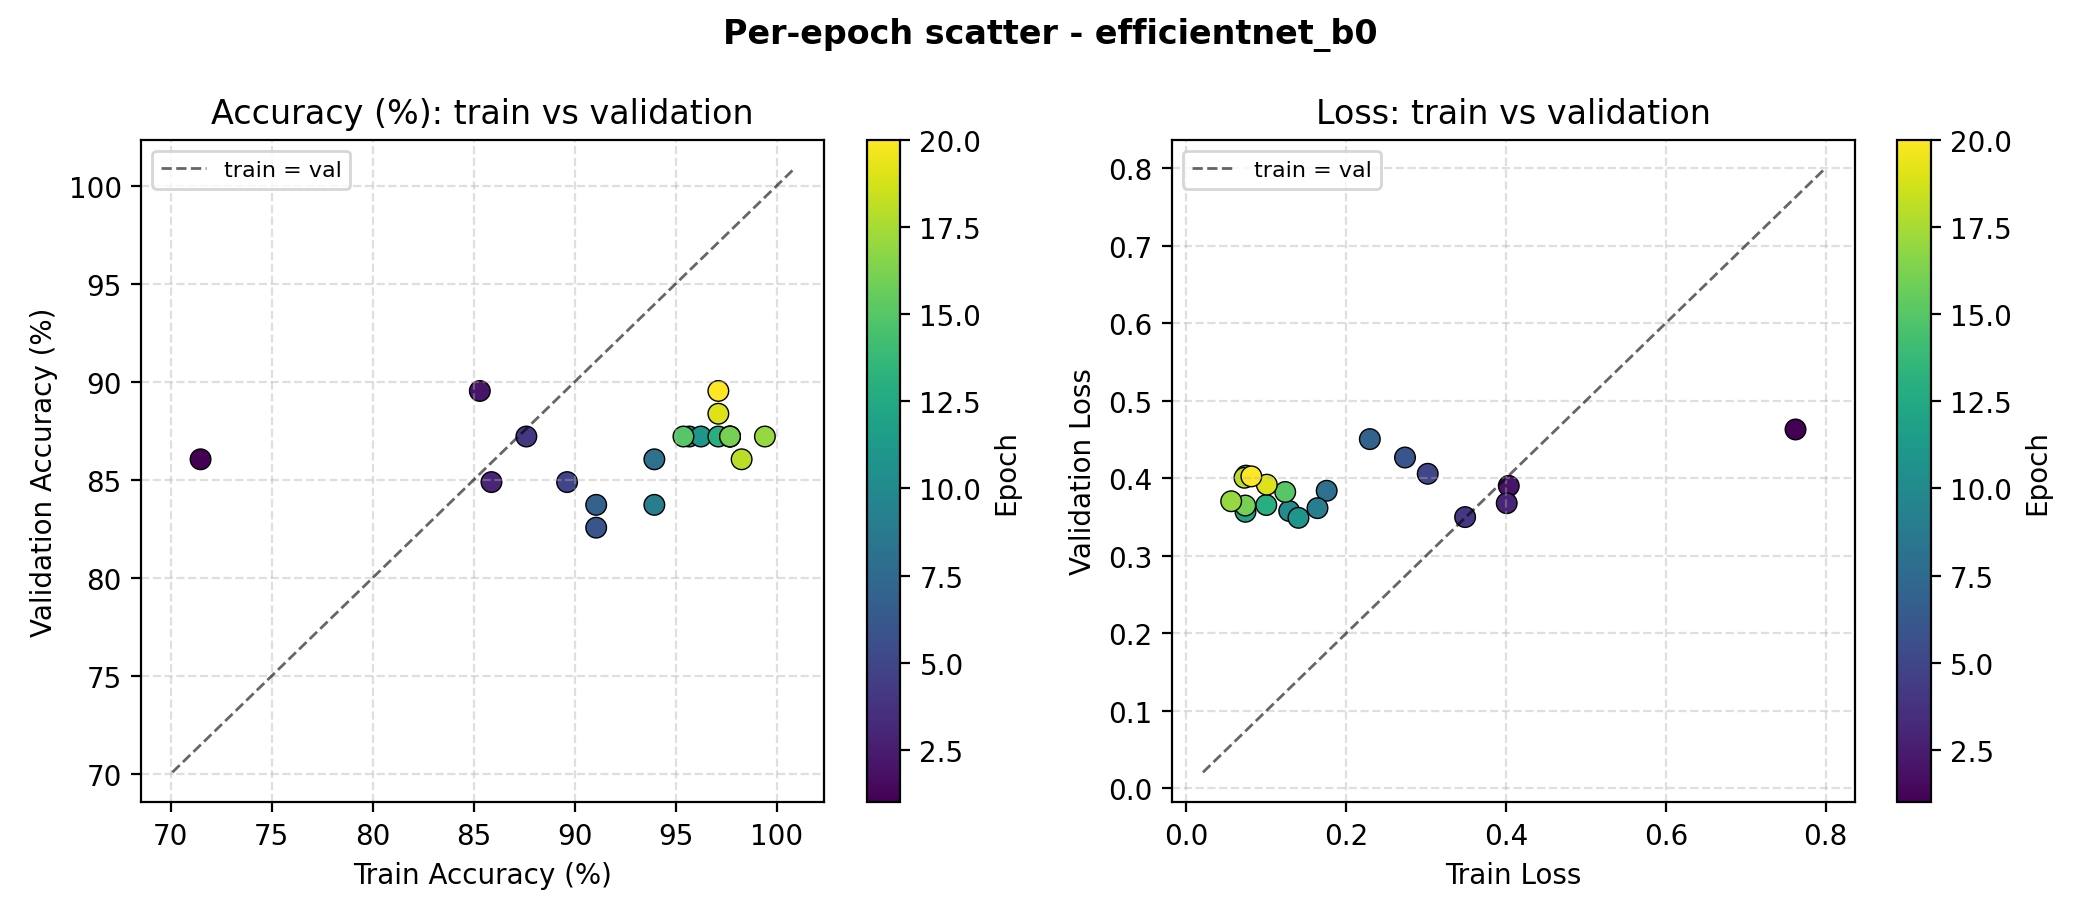 Per-epoch scatter - efficientnet_b0
Accuracy (%): train vs validation
train = val
100
95
90
85
80
75
70
Validation Accuracy (%)
70 75 80 85 90 95 100
Train Accuracy (%)
20.0
17.5
15.0
12.5
10.0
7.5
5.0
2.5
Epoch
Loss: train vs validation
train = val
0.8
0.7
0.6
0.5
0.4
0.3
0.2
0.1
0.0
Validation Loss
0.0 0.2 0.4 0.6 0.8
Train Loss
20.0
17.5
15.0
12.5
10.0
7.5
5.0
2.5
Epoch